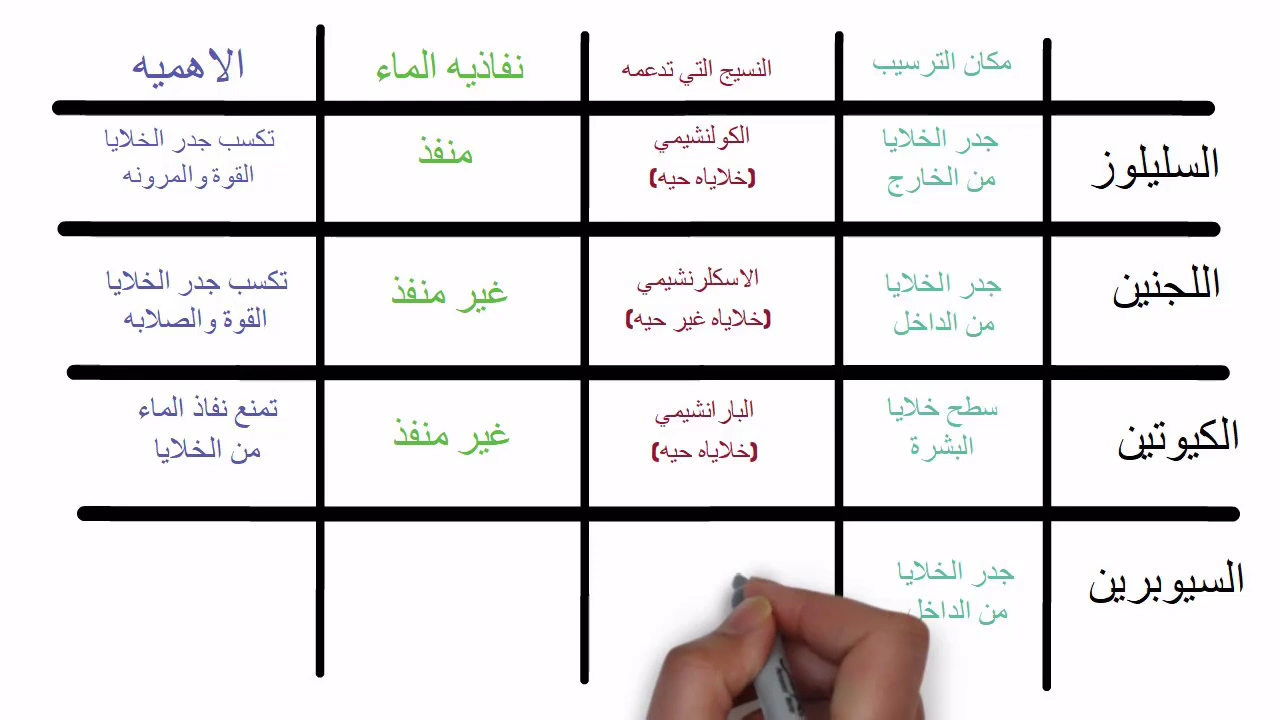 مكان الترسيب
النسيج التي تدعمه
نفاذيه الماء
الاهميه
السليلوز
جدر الخلايا
من الخارج
الكولنشيمي
(خلاياه حيه)
منفذ
تكسب جدر الخلايا
القوة والمرونه
اللجنين
جدر الخلايا
من الداخل
الاسكلرنشيمي
(خلاياه غير حيه)
غير منفذ
تكسب جدر الخلايا
القوة والصلابه
الكيوتين
سطح خلايا
البشرة
البارانشيمي
(خلاياه حيه)
غير منفذ
تمنع نفاذ الماء
من الخلايا
السيوبرين
جدر الخلايا
من الداخل